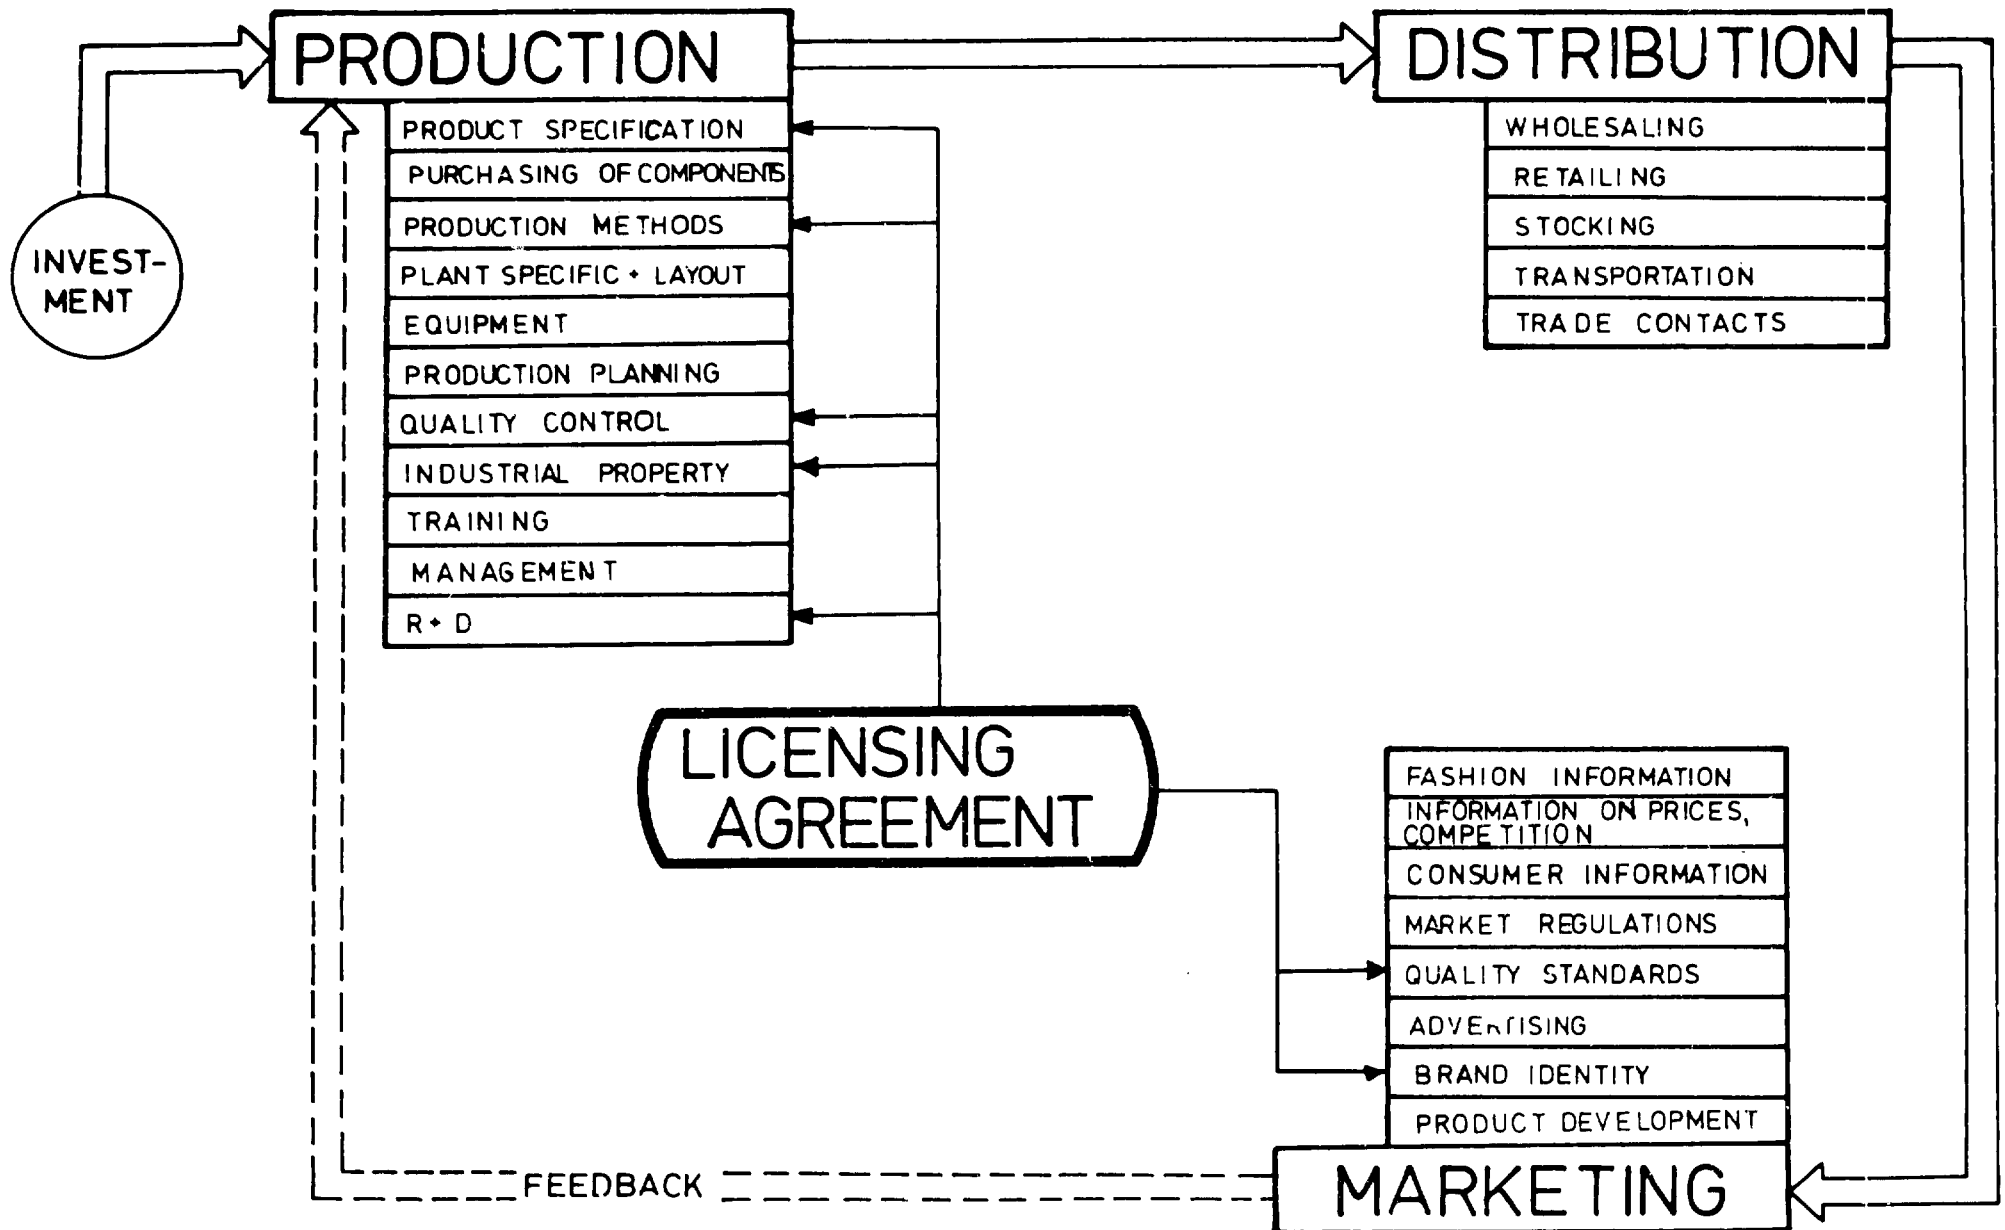 PRODUCTION
PRODUCT SPECIFICATION
PURCHASING OF COMPONENTS
PRODUCTION METHODS
PLANT SPECIFIC + LAYOUT
EQUIPMENT
PRODUCTION PLANNING
QUALITY CONTROL
INDUSTRIAL PROPERTY
TRAINING
MANAGEMENT
R + D
DISTRIBUTION
WHOLESALING
RETAILING
STOCKING
TRANSPORTATION
TRADE CONTACTS
INVEST-
MENT
LICENSING
AGREEMENT
FASHION INFORMATION
INFORMATION ON PRICES,
COMPETITION
CONSUMER INFORMATION
MARKET REGULATIONS
QUALITY STANDARDS
ADVERTISING
BRAND IDENTITY
PRODUCT DEVELOPMENT
MARKETING
FEEDBACK